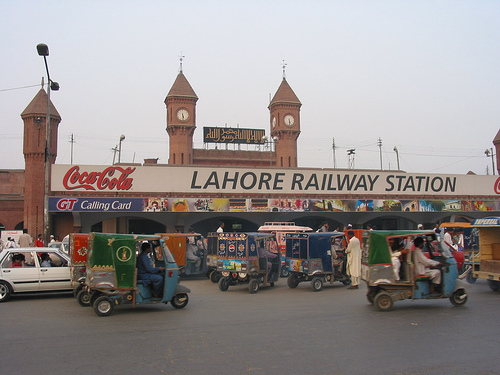 Coca-Cola
LAHORE RAILWAY STATION
GT Calling Card